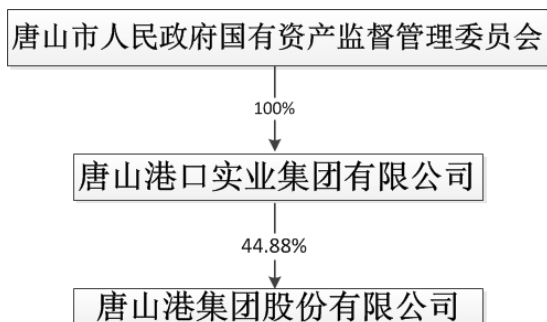 唐山市人民政府国有资产监督管理委员会
100%
唐山港口实业集团有限公司
44.88%
唐山港集团股份有限公司